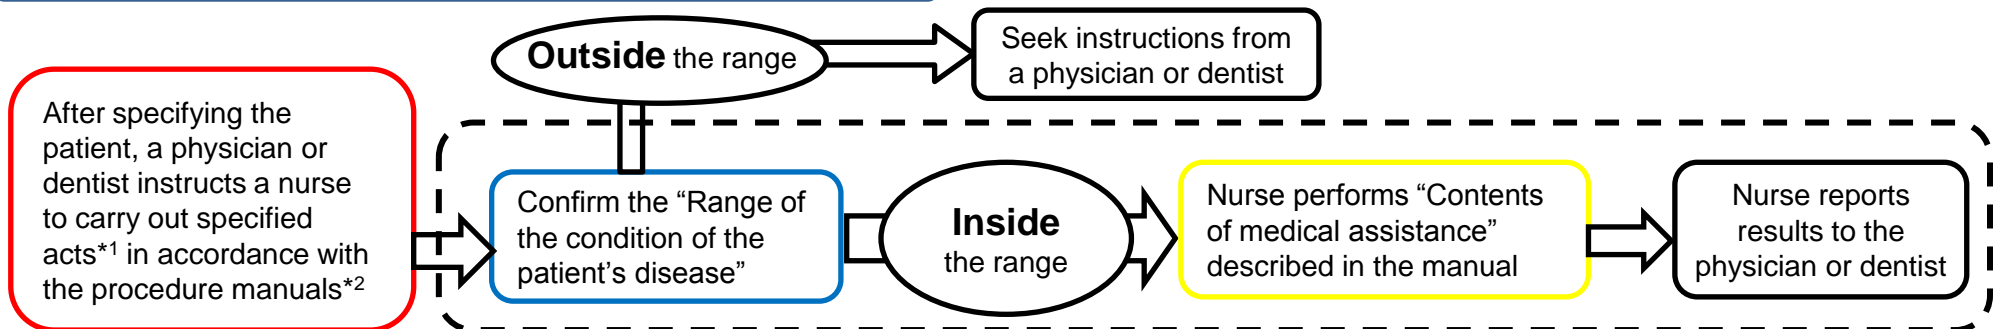 After specifying the
patient, a physician or
dentist instructs a nurse
to carry out specified
acts*1 in accordance with
the procedure manuals*2
Outside the range
Seek instructions from
a physician or dentist
Confirm the “Range of
the condition of the
patient’s disease”
Inside
the range
Nurse performs “Contents
of medical assistance”
described in the manual
Nurse reports
results to the
physician or dentist